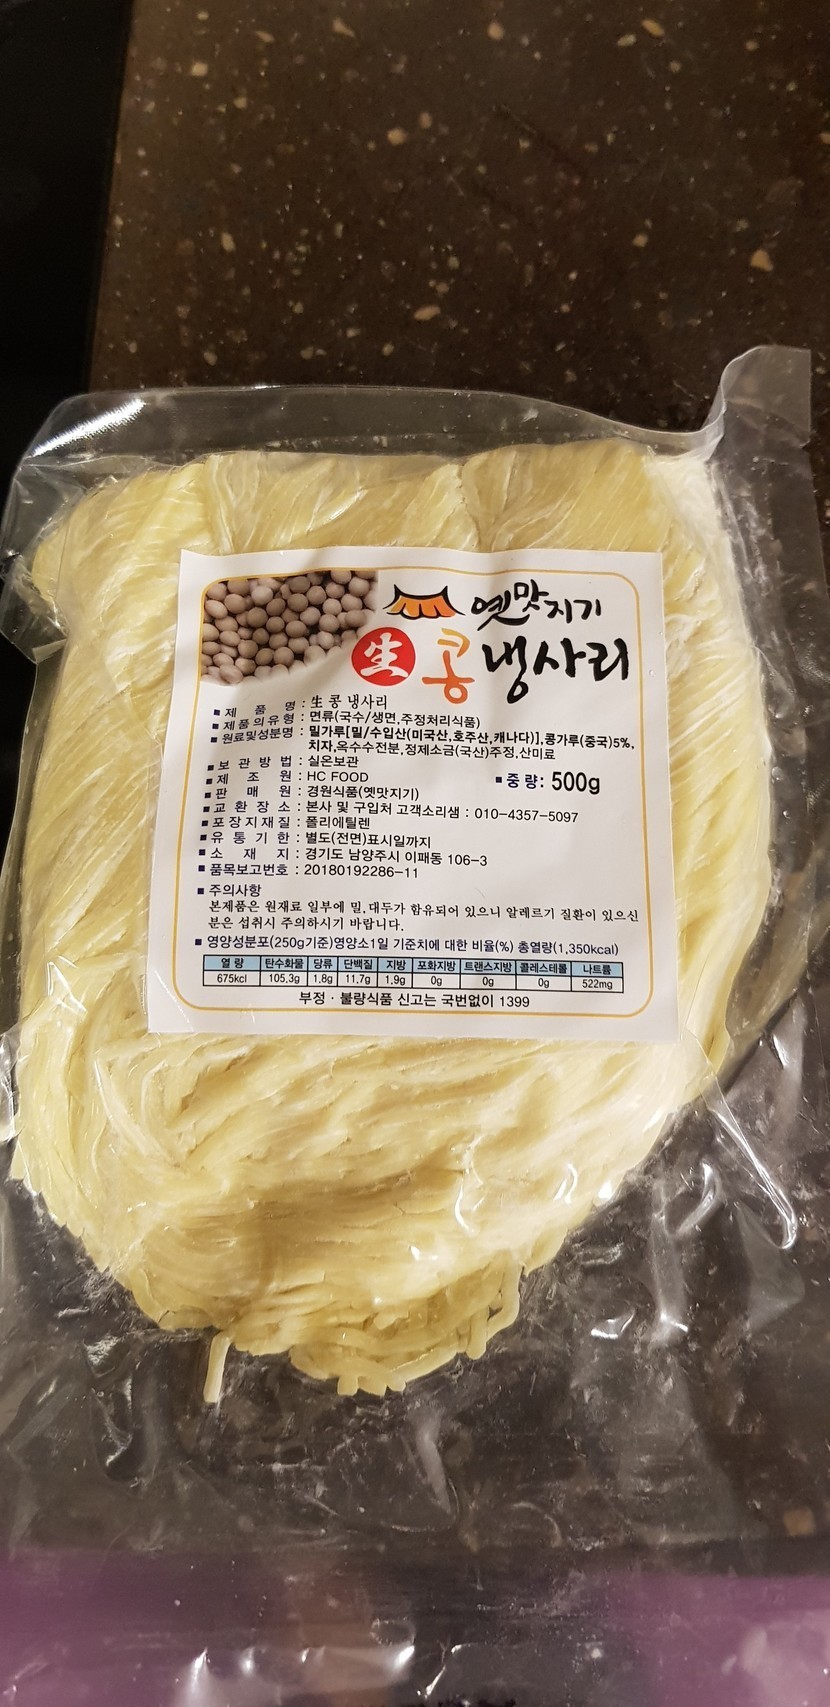 옛맛지기
生 콩 냉사리
■ 제 품 명 : 生 콩 냉사리
■ 제품의유형 : 면류(국수/생면,주정처리식품)
■ 원료및성분명 : 밀가루[밀/수입산(미국산,호주산,캐나다)],콩가루(중국)5%,
치자,옥수수전분,정제소금(국산)주정,산미료
■ 보 관 방 법 : 실온보관
■ 제 조 원 : HC FOOD
■ 중량: 500g
■ 판 매 원 : 경원식품(옛맛지기)
■ 교 환 장 소 : 본사 및 구입처 고객소리샘 : 010-4357-5097
■ 포장지재질 : 폴리에틸렌
■ 유 통 기 한 : 별도(전면)표시일까지
■ 소 재 지 : 경기도 남양주시 이패동 106-3
■ 품목보고번호 : 20180192286-11
■ 주의사항
본제품은 원재료 일부에 밀,대두가 함유되어 있으니 알레르기 질환이 있으신
분은 섭취시 주의하시기 바랍니다.
■ 영양성분포(250g기준)영양소1일 기준치에 대한 비율(%) 총열량(1,350kcal)
열 량 탄수화물 당류 단백질 지방 포화지방 트랜스지방 콜레스테롤 나트륨
675kcl 105.3g 1.8g 11.7g 1.9g 0g 0g 0g 522mg
부정 · 불량식품 신고는 국번없이 1399